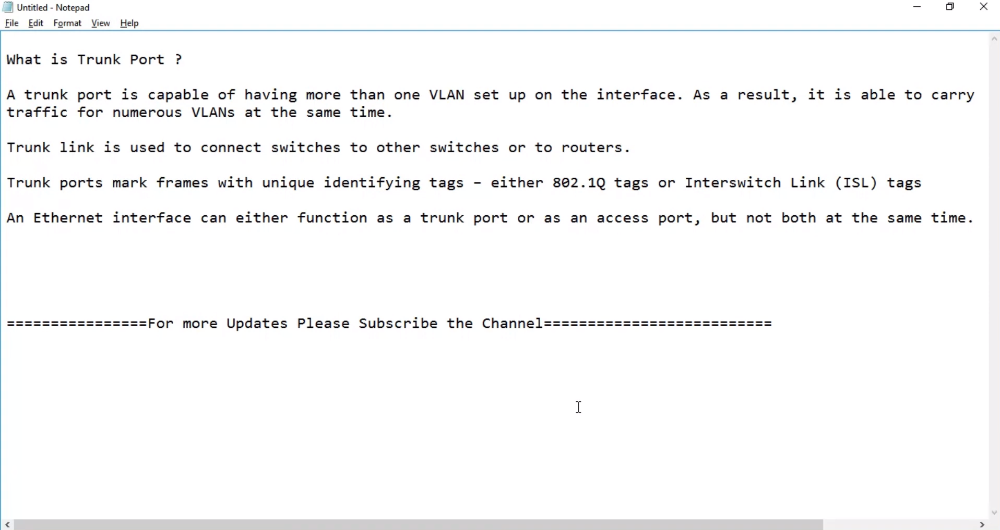 Untitled - Notepad
File Edit Format View Help
What is Trunk Port ?
A trunk port is capable of having more than one VLAN set up on the interface. As a result, it is able to carry
traffic for numerous VLANs at the same time.
Trunk link is used to connect switches to other switches or to routers.
Trunk ports mark frames with unique identifying tags – either 802.1Q tags or Interswitch Link (ISL) tags
An Ethernet interface can either function as a trunk port or as an access port, but not both at the same time.
================For more Updates Please Subscribe the Channel==========================